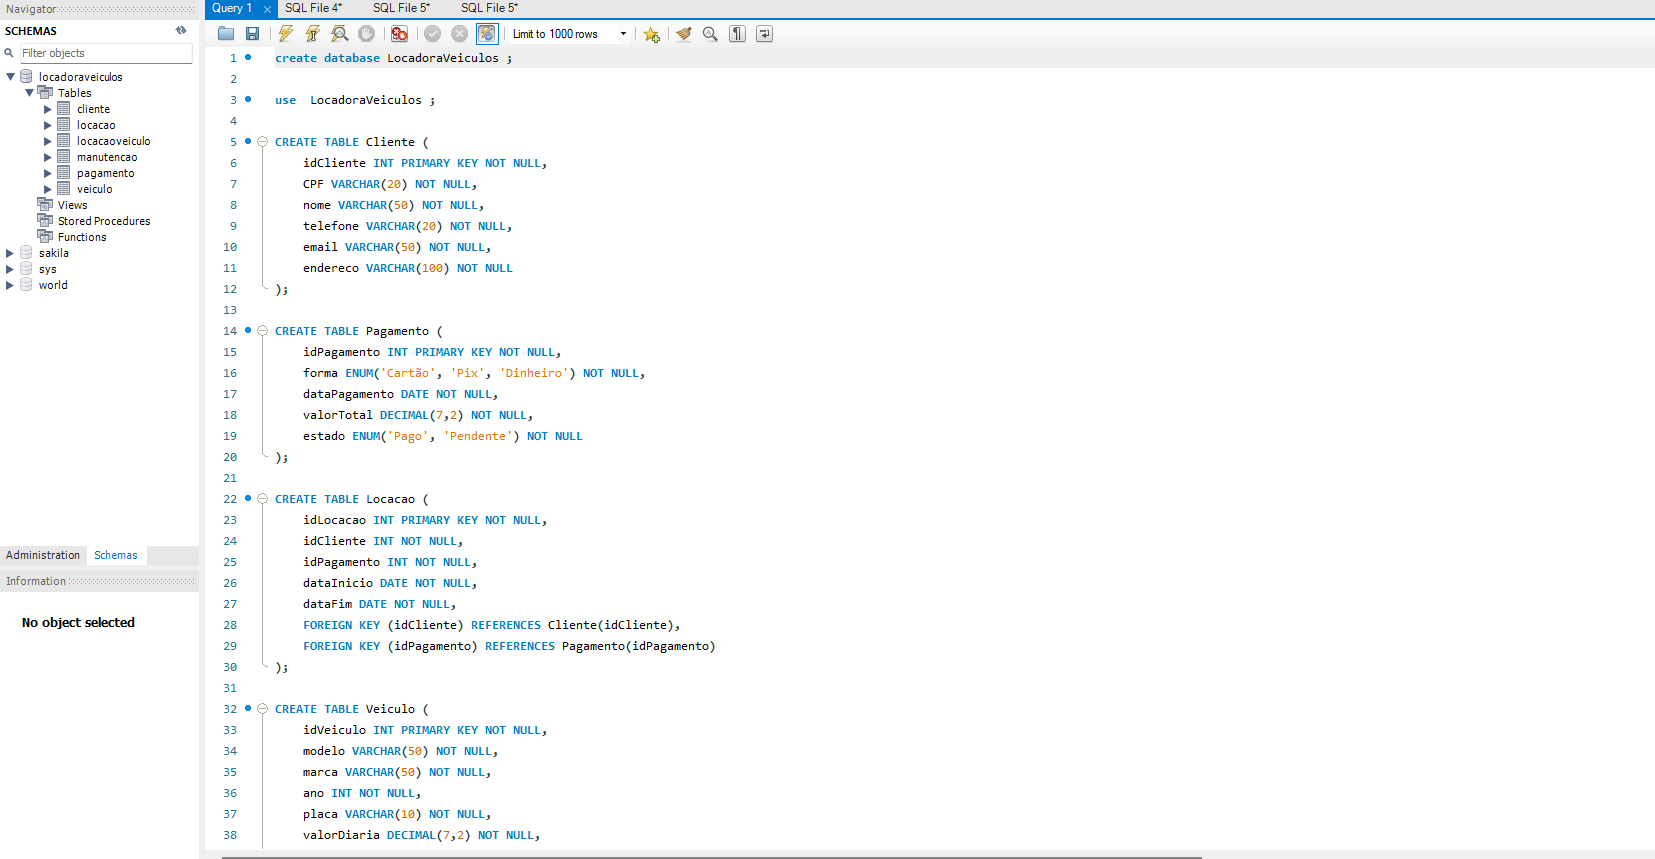 Navigator
SCHEMAS
Filter objects
locadoraveiculos
Tables
cliente
locacao
locacaoveiculo
manutencao
pagamento
veiculo
Views
Stored Procedures
Functions
sakila
sys
world
Administration Schemas
Information
No object selected
Query 1 SQL File 4* SQL File 5* SQL File 5*
Limit to 1000 rows
1 create database LocadoraVeiculos ;
2
3 use  LocadoraVeiculos ;
4
5 CREATE TABLE Cliente (
6 idCliente INT PRIMARY KEY NOT NULL,
7 CPF VARCHAR(20) NOT NULL,
8 nome VARCHAR(50) NOT NULL,
9 telefone VARCHAR(20) NOT NULL,
10 email VARCHAR(50) NOT NULL,
11 endereco VARCHAR(100) NOT NULL
12 );
13
14 CREATE TABLE Pagamento (
15 idPagamento INT PRIMARY KEY NOT NULL,
16 forma ENUM('Cartão', 'Pix', 'Dinheiro') NOT NULL,
17 dataPagamento DATE NOT NULL,
18 valorTotal DECIMAL(7,2) NOT NULL,
19 estado ENUM('Pago', 'Pendente') NOT NULL
20 );
21
22 CREATE TABLE Locacao (
23 idLocacao INT PRIMARY KEY NOT NULL,
24 idCliente INT NOT NULL,
25 idPagamento INT NOT NULL,
26 dataInicio DATE NOT NULL,
27 dataFim DATE NOT NULL,
28 FOREIGN KEY (idCliente) REFERENCES Cliente(idCliente),
29 FOREIGN KEY (idPagamento) REFERENCES Pagamento(idPagamento)
30 );
31
32 CREATE TABLE Veiculo (
33 idVeiculo INT PRIMARY KEY NOT NULL,
34 modelo VARCHAR(50) NOT NULL,
35 marca VARCHAR(50) NOT NULL,
36 ano INT NOT NULL,
37 placa VARCHAR(10) NOT NULL,
38 valorDiaria DECIMAL(7,2) NOT NULL,